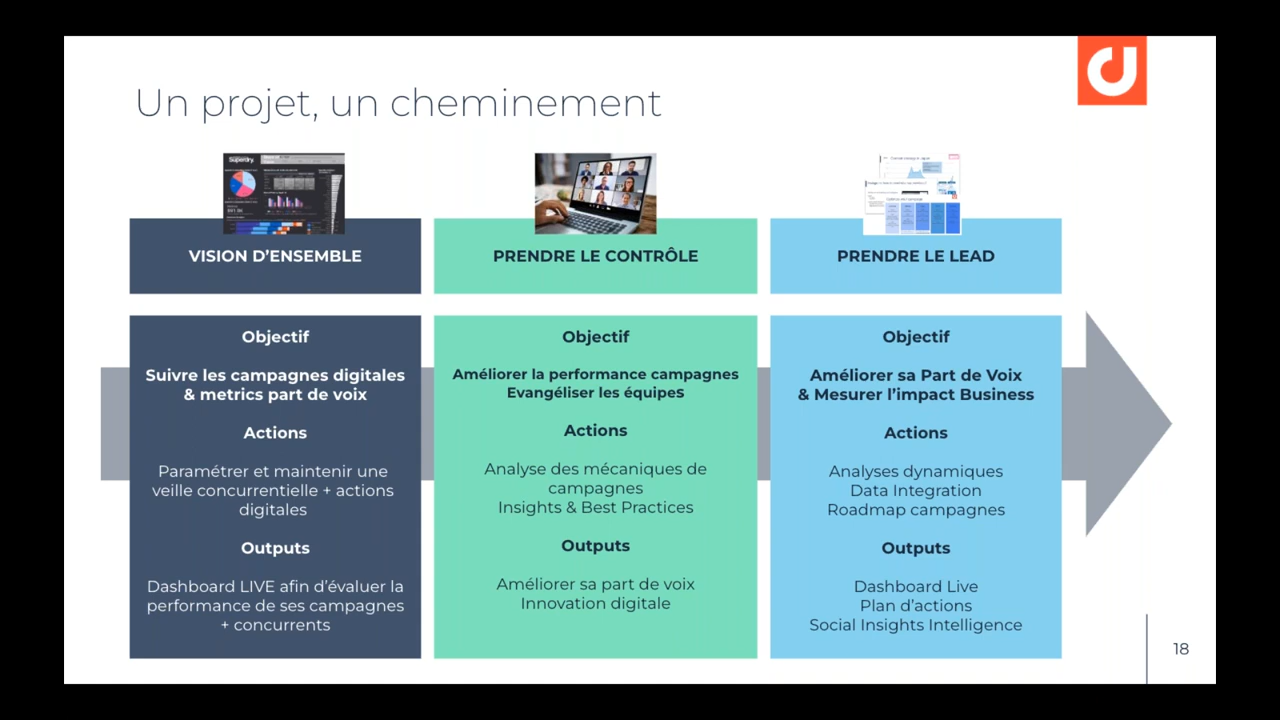 Un projet, un cheminement
Superdry.
VISION D’ENSEMBLE
Objectif
Suivre les campagnes digitales
& metrics part de voix
Actions
Paramétrer et maintenir une
veille concurrentielle + actions
digitales
Outputs
Dashboard LIVE afin d’évaluer la
performance de ses campagnes
+ concurrents
PRENDRE LE CONTRÔLE
Objectif
Améliorer la performance campagnes
Evangéliser les équipes
Actions
Analyse des mécaniques de
campagnes
Insights & Best Practices
Outputs
Améliorer sa part de voix
Innovation digitale
PRENDRE LE LEAD
Objectif
Améliorer sa Part de Voix
& Mesurer l’impact Business
Actions
Analyses dynamiques
Data Integration
Roadmap campagnes
Outputs
Dashboard Live
Plan d’actions
Social Insights Intelligence
18